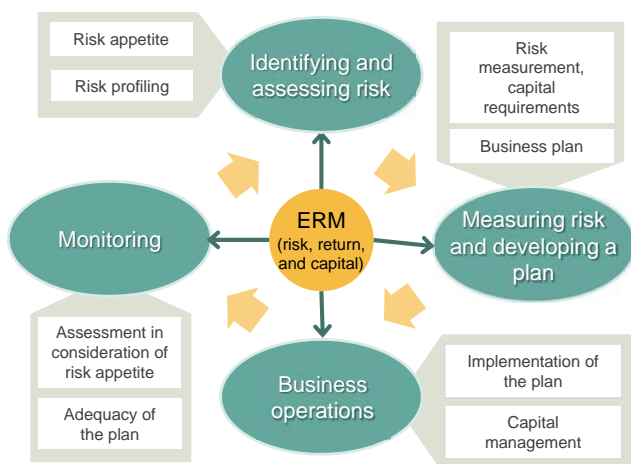 Risk appetite
Risk profiling
Identifying and
assessing risk
Risk
measurement,
capital
requirements
Business plan
Measuring risk
and developing a
plan
ERM
(risk, return,
and capital)
Monitoring
Assessment in
consideration of
risk appetite
Adequacy of
the plan
Business
operations
Implementation of
the plan
Capital
management